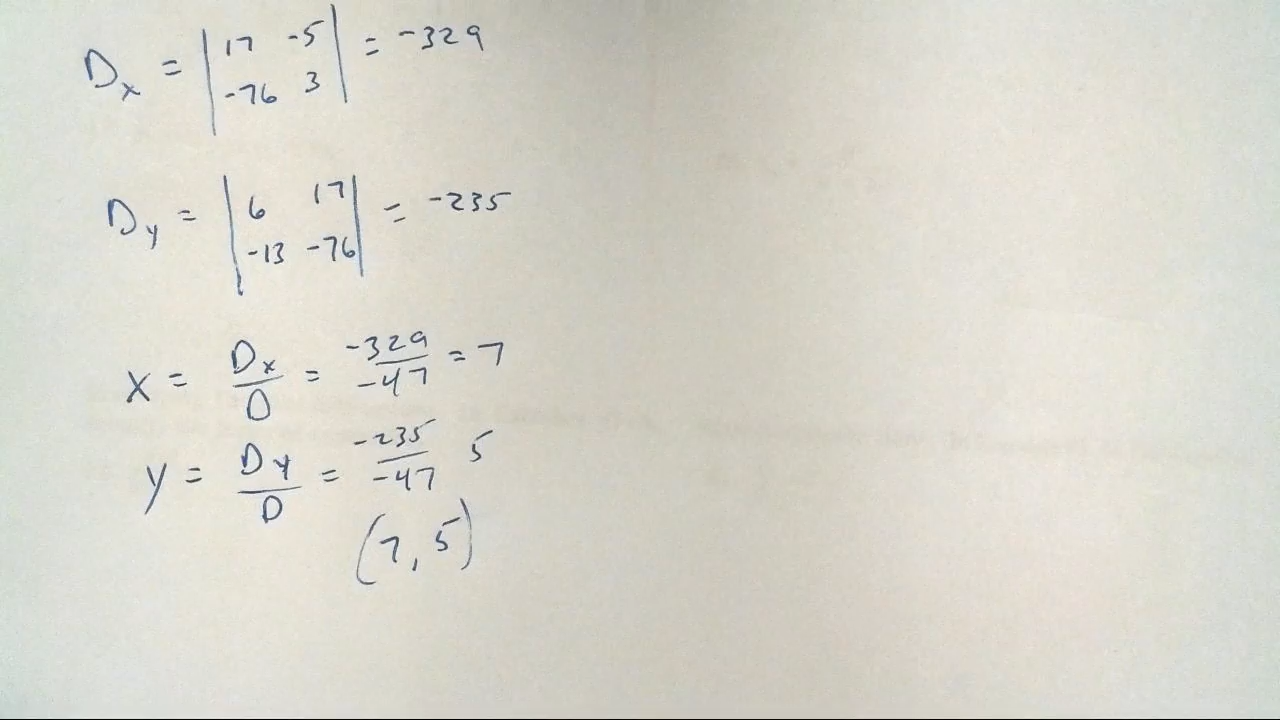 Dx = | 17 -5 | = -329
| -76 3 |
Dy = | 6 17 | = -235
| -13 -76 |
x = Dx/D = -329/-47 = 7
y = Dy/D = -235/-47 5
(7, 5)